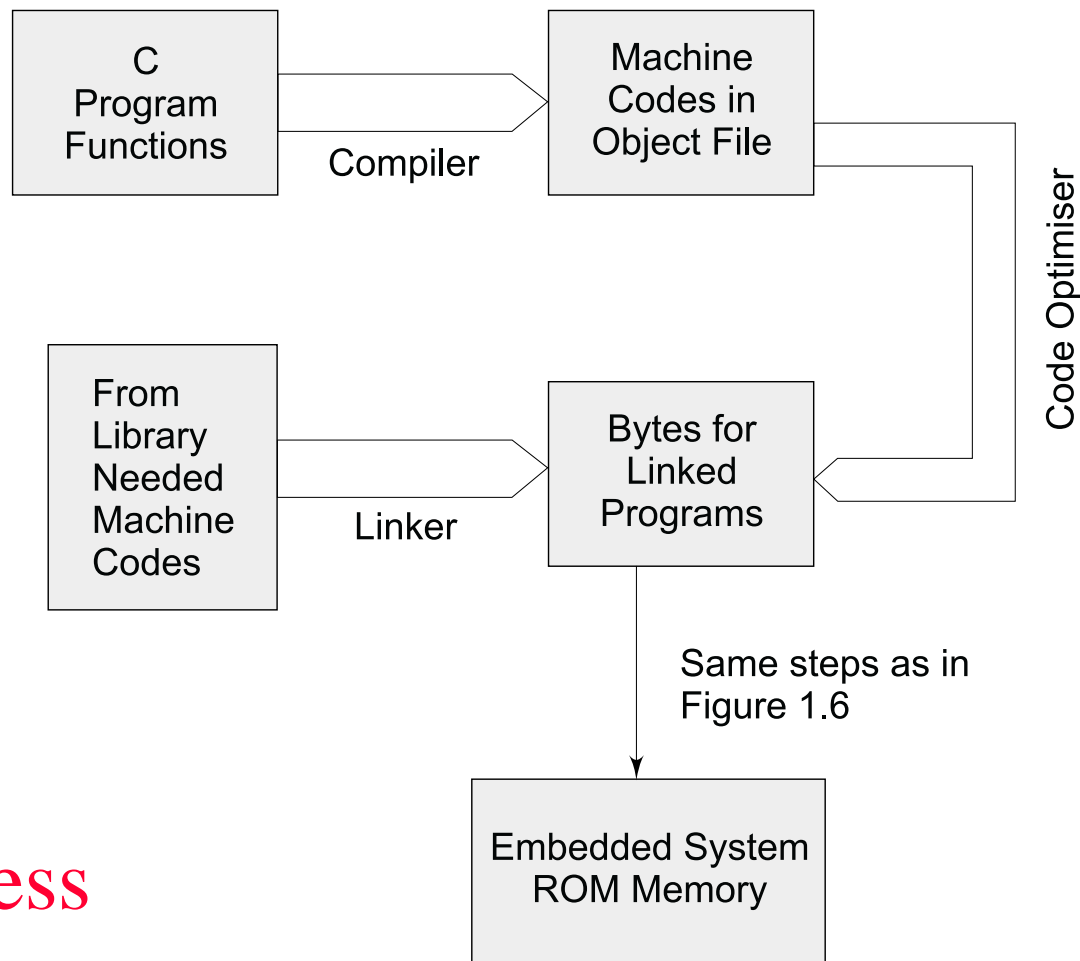 C
Program
Functions
Compiler
Machine
Codes in
Object File
Code Optimiser
From
Library
Needed
Machine
Codes
Linker
Bytes for
Linked
Programs
Same steps as in
Figure 1.6
Embedded System
ROM Memory
ess